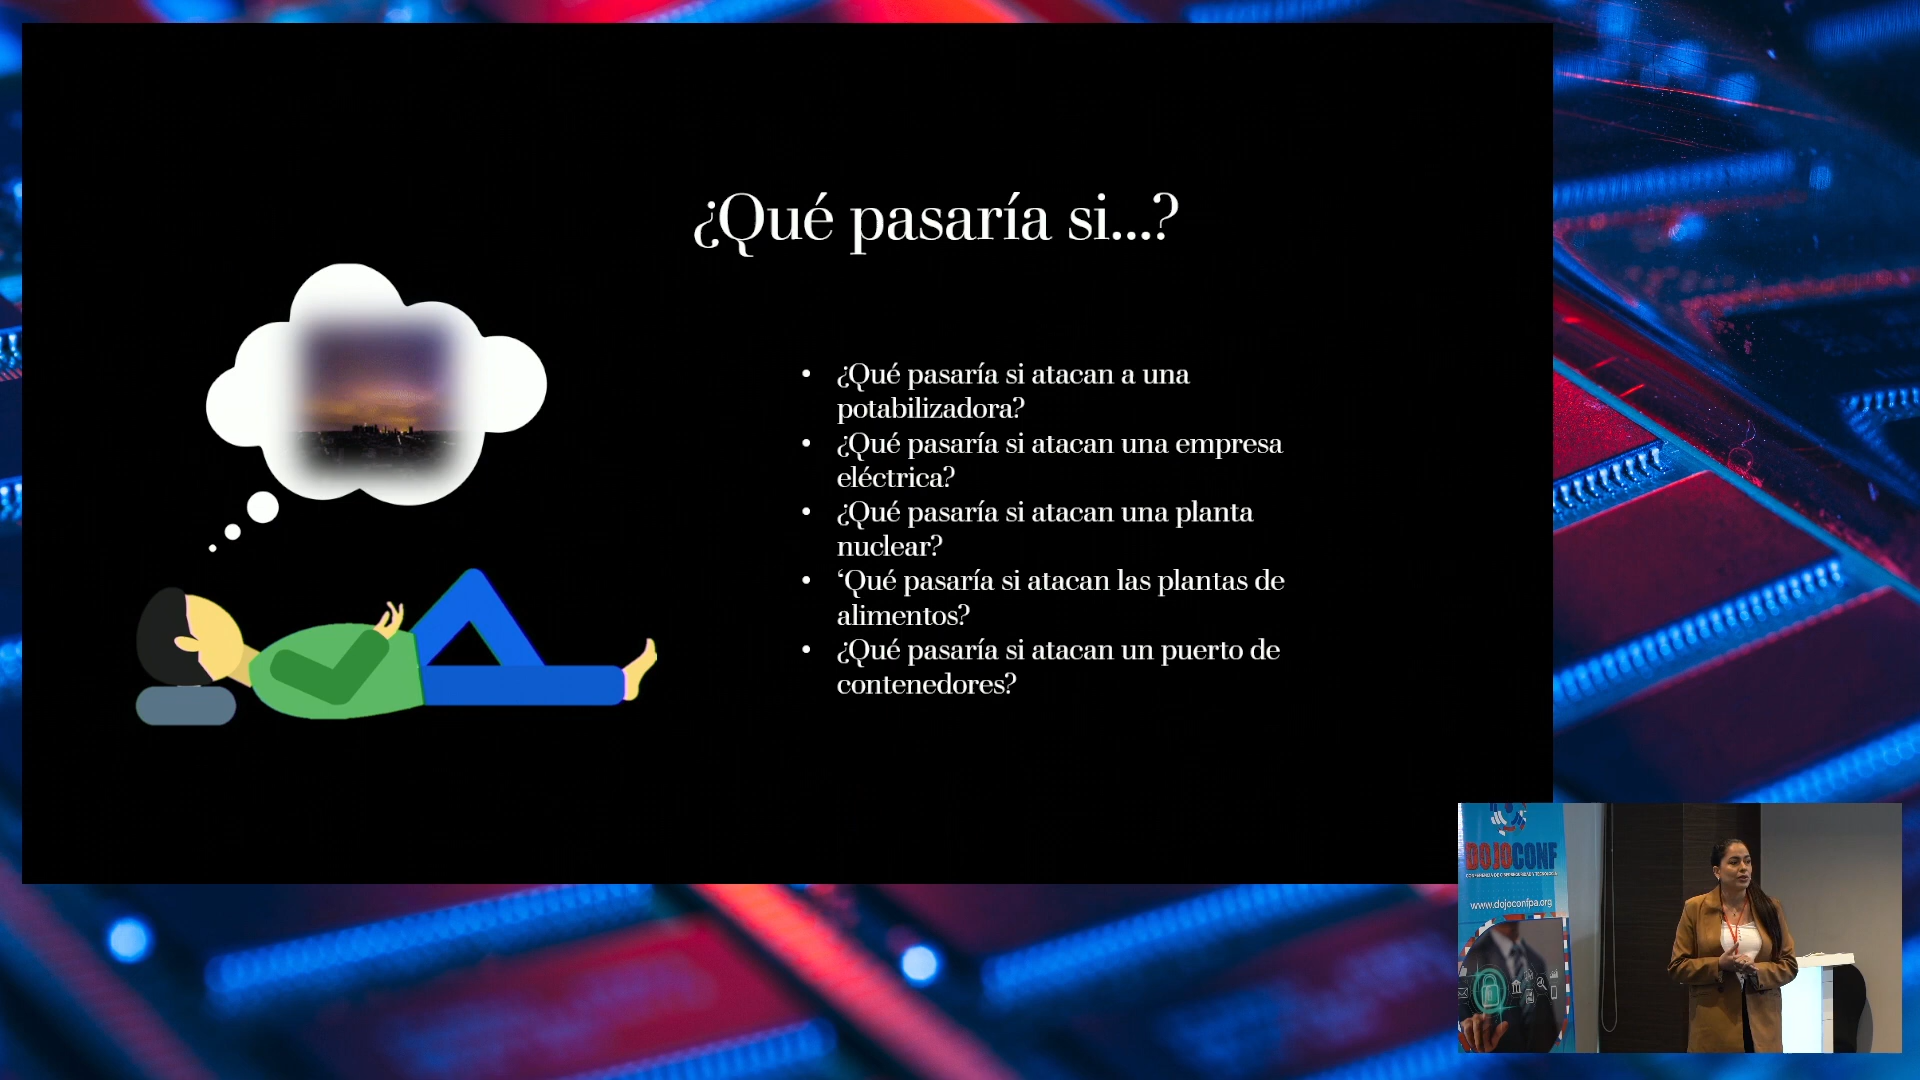 ¿Qué pasaría si...?
• ¿Qué pasaría si atacan a una
potabilizadora?
• ¿Qué pasaría si atacan una empresa
eléctrica?
• ¿Qué pasaría si atacan una planta
nuclear?
• ‘Qué pasaría si atacan las plantas de
alimentos?
• ¿Qué pasaría si atacan un puerto de
contenedores?
DOJOCONF
www.dojoconfpa.org